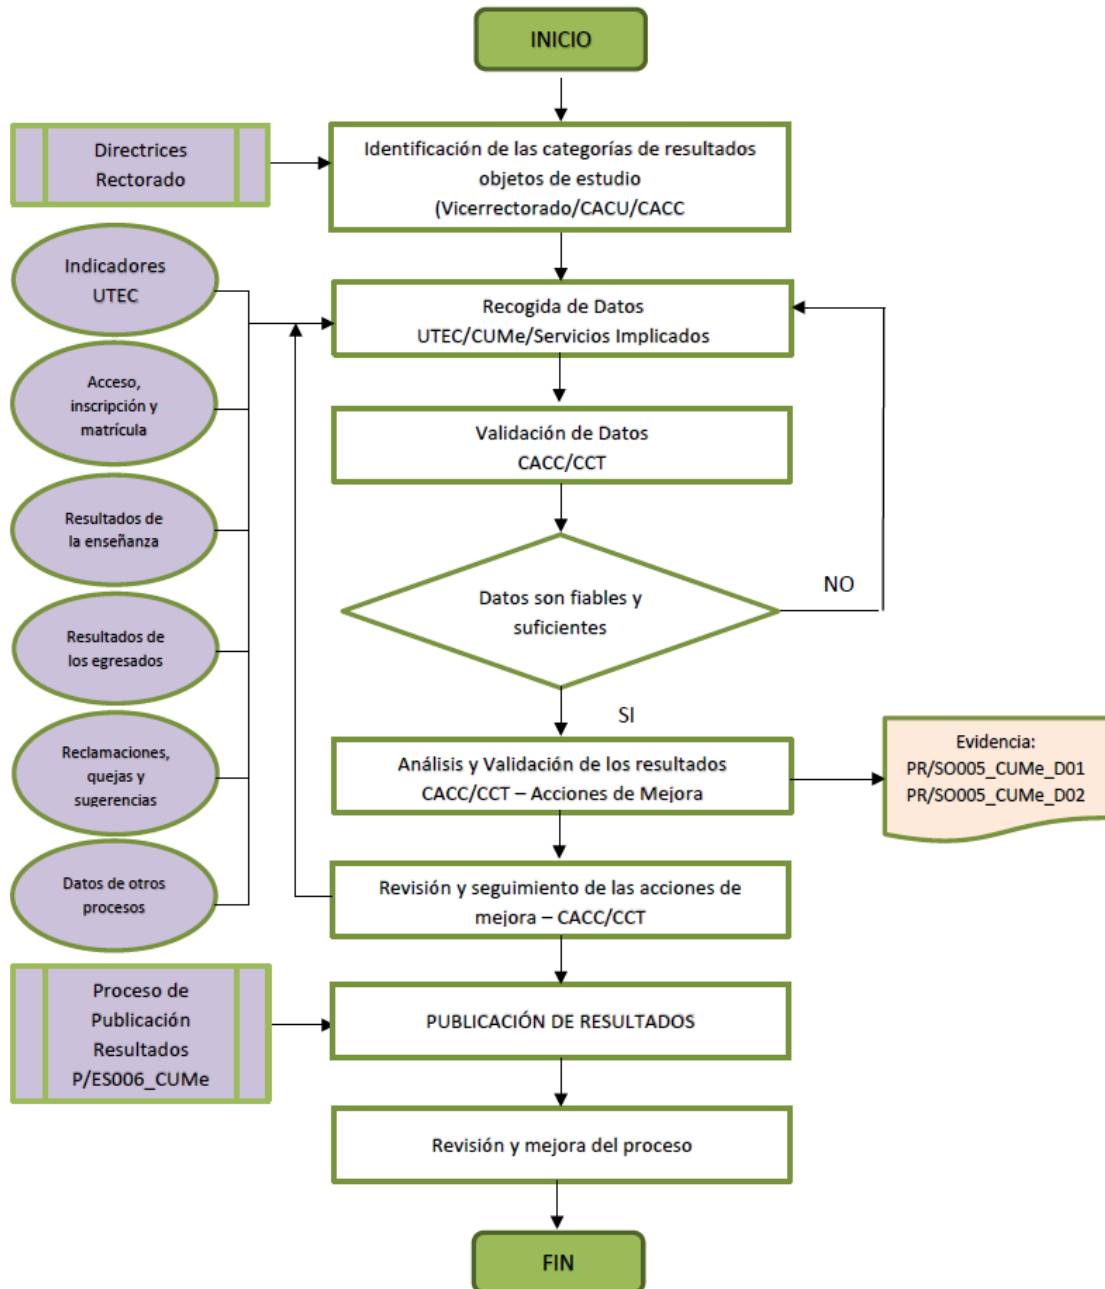 INICIO
Directrices
Rectorado
Identificación de las categorías de resultados
objetos de estudio
(Vicerrectorado/CACU/CACC
Indicadores
UTEC
Recogida de Datos
UTEC/CUMe/Servicios Implicados
Acceso,
inscripción y
matrícula
Validación de Datos
CACC/CCT
Resultados de
la enseñanza
Datos son fiables y
suficientes
NO
Resultados de
los egresados
SI
Reclamaciones,
quejas y
sugerencias
Análisis y Validación de los resultados
CACC/CCT – Acciones de Mejora
Evidencia:
PR/SO005_CUMe_D01
PR/SO005_CUMe_D02
Datos de otros
procesos
Revisión y seguimiento de las acciones de
mejora – CACC/CCT
Proceso de
Publicación
Resultados
P/ES006_CUMe
PUBLICACIÓN DE RESULTADOS
Revisión y mejora del proceso
FIN